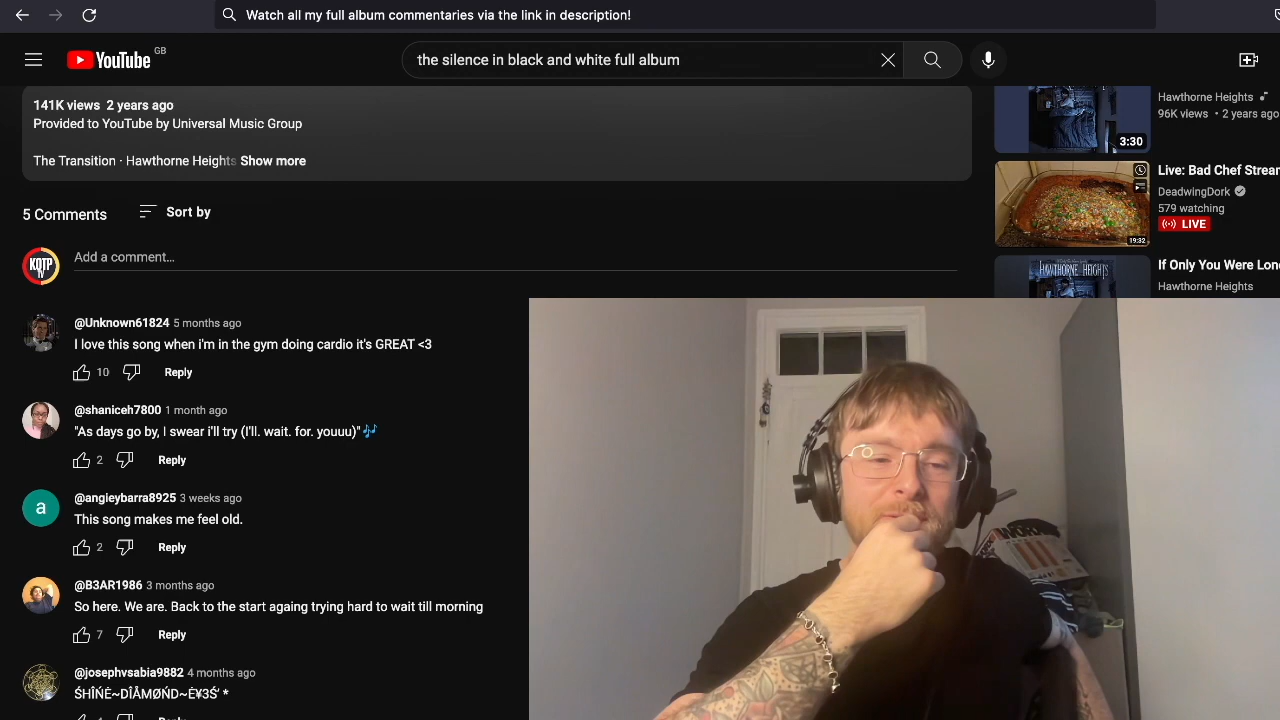 Watch all my full album commentaries via the link in description!
YouTube GB
the silence in black and white full album
141K views 2 years ago
Provided to YouTube by Universal Music Group
The Transition · Hawthorne Heights Show more
5 Comments
Sort by
KQTP
TV
Add a comment...
@Unknown61824 5 months ago
I love this song when i'm in the gym doing cardio it's GREAT <3
10
Reply
@shaniceh7800 1 month ago
"As days go by, I swear i'll try (I'll. wait. for. youuu)"🎶
2
Reply
a
@angieybarra8925 3 weeks ago
This song makes me feel old.
2
Reply
@B3AR1986 3 months ago
So here. We are. Back to the start againg trying hard to wait till morning
7
Reply
@josephvsabia9882 4 months ago
Hawthorne Heights
96K views • 2 years ago
3:30
Live: Bad Chef Strean
DeadwingDork
579 watching
LIVE
19:32
If Only You Were Lon
Hawthorne Heights
HAWTHORNE HEIGHTS